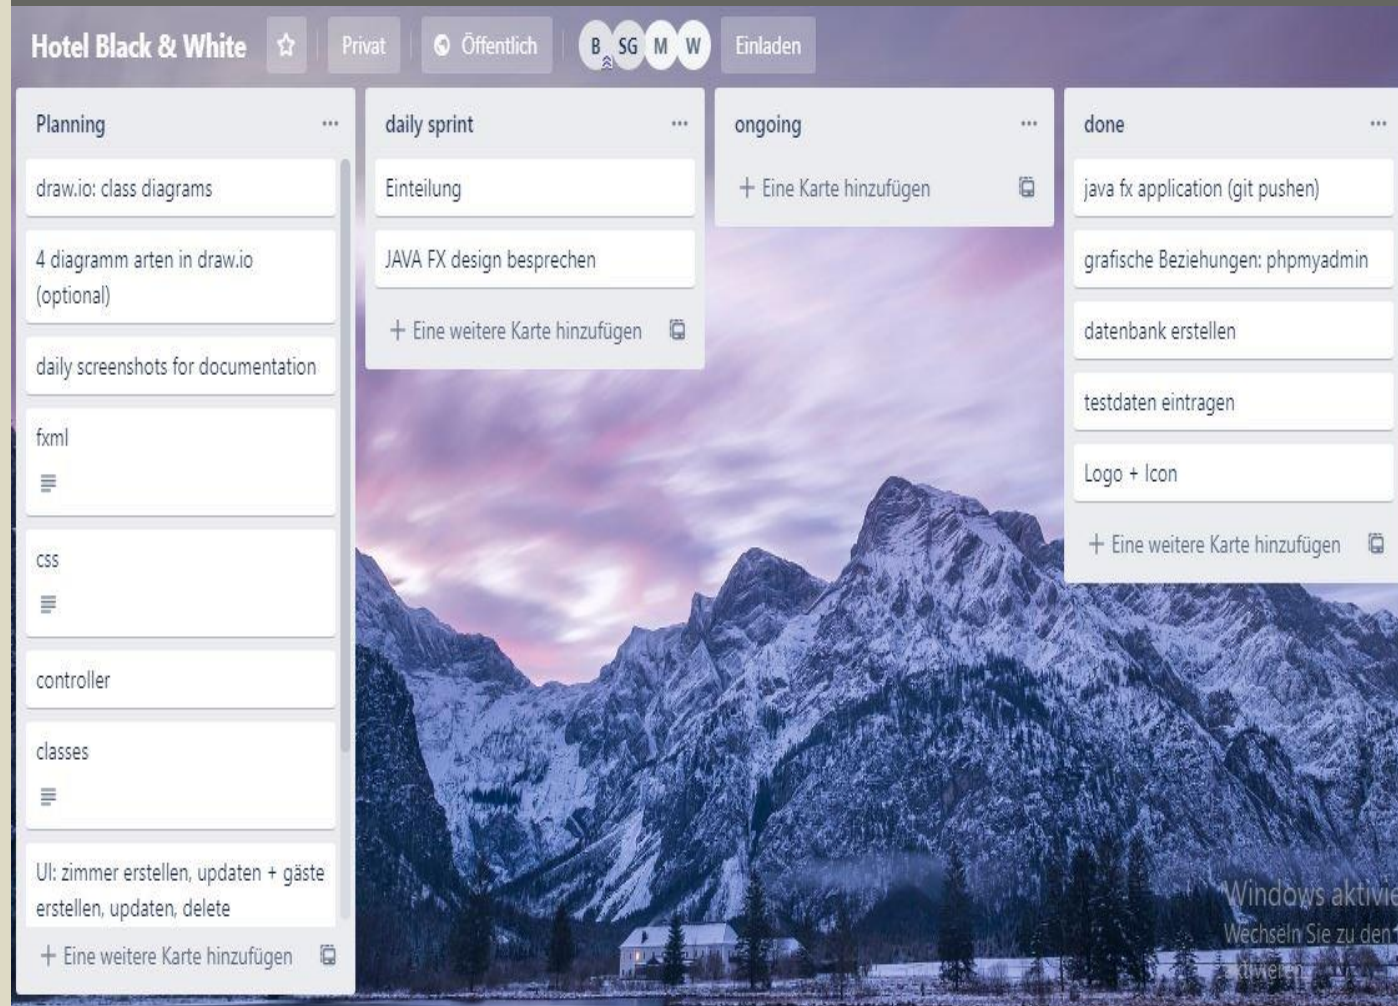 Hotel Black & White
Privat
Öffentlich
B SG M W
Einladen
Planning
draw.io: class diagrams
4 diagramm arten in draw.io
(optional)
daily screenshots for documentation
fxml
css
controller
classes
UI: zimmer erstellen, updaten + gäste
erstellen, updaten, delete
+ Eine weitere Karte hinzufügen
daily sprint
Einteilung
JAVA FX design besprechen
+ Eine weitere Karte hinzufügen
ongoing
+ Eine Karte hinzufügen
done
java fx application (git pushen)
grafische Beziehungen: phpmyadmin
datenbank erstellen
testdaten eintragen
Logo + Icon
+ Eine weitere Karte hinzufügen
Windows aktivie
Wechseln Sie zu den
aktivieren.